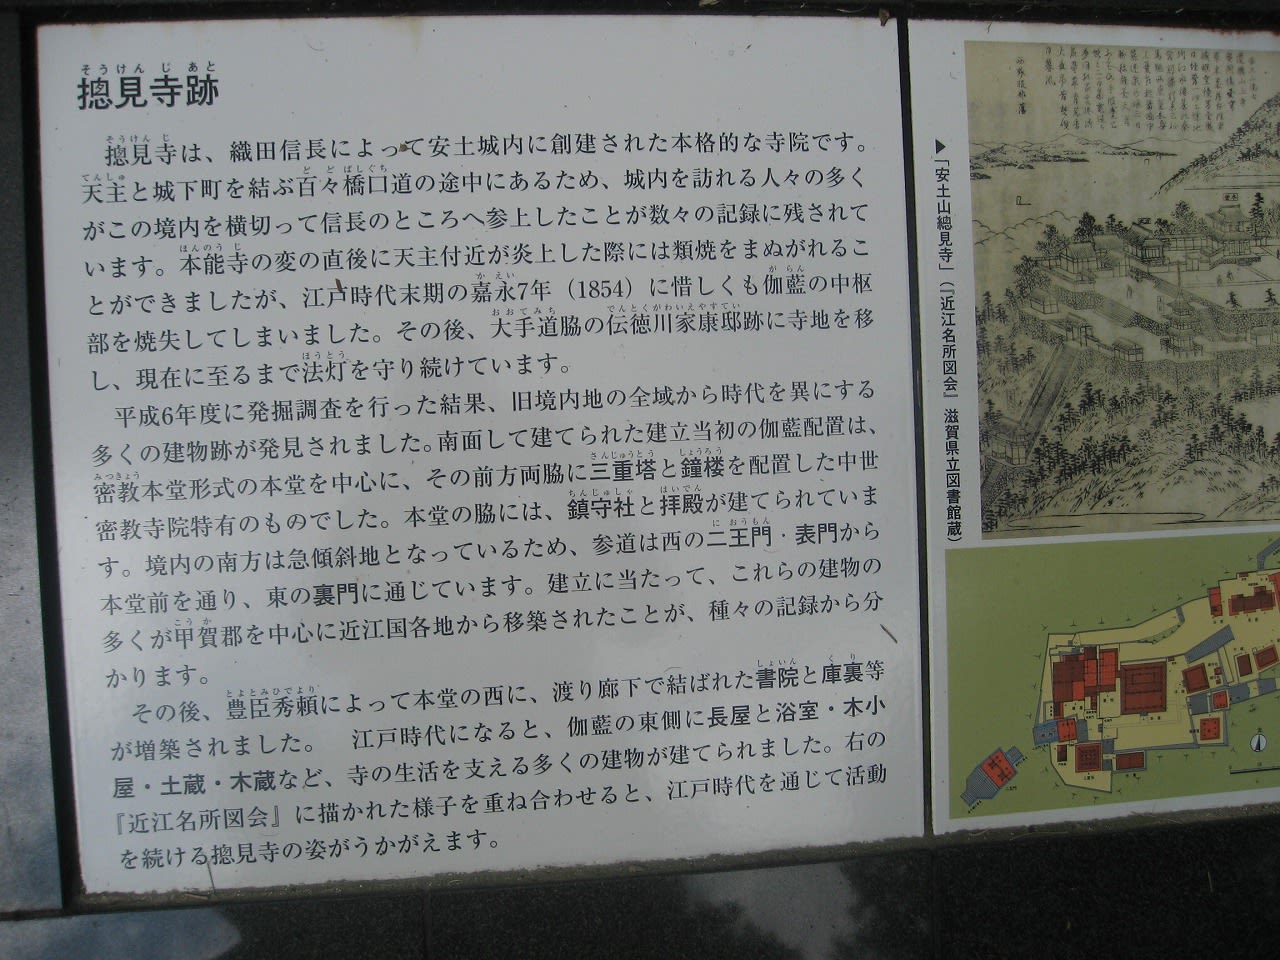 そうけんじあと
摠見寺跡
摠見寺は、織田信長によって安土城内に創建された本格的な寺院です。
天主と城下町を結ぶ百々橋口道の途中にあるため、城内を訪れる人々の多く
がこの境内を横切って信長のところへ参上したことが数々の記録に残されて
います。本能寺の変の直後に天主付近が炎上した際には類焼をまぬがれるこ
とができましたが、江戸時代末期の嘉永7年（1854）に惜しくも伽藍の中枢
部を焼失してしまいました。その後、大手道脇の伝徳川家康邸跡に寺地を移
し、現在に至るまで法灯を守り続けています。
平成6年度に発掘調査を行った結果、旧境内地の全域から時代を異にする
多くの建物跡が発見されました。南面して建てられた建立当初の伽藍配置は、
密教本堂形式の本堂を中心に、その前方両脇に三重塔と鐘楼を配置した中世
密教寺院特有のものでした。本堂の脇には、鎮守社と拝殿が建てられていま
す。境内の南方は急傾斜地となっているため、参道は西の二王門・表門から
本堂前を通り、東の裏門に通じています。建立に当たって、これらの建物の
多くが甲賀郡を中心に近江国各地から移築されたことが、種々の記録から分
かります。
その後、豊臣秀頼によって本堂の西に、渡り廊下で結ばれた書院と庫裏等
が増築されました。　江戸時代になると、伽藍の東側に長屋と浴室・木小
屋・土蔵・木蔵など、寺の生活を支える多くの建物が建てられました。右の
『近江名所図会』に描かれた様子を重ね合わせると、江戸時代を通じて活動
を続ける摠見寺の姿がうかがえます。
▶「安土山總見寺」（『近江名所図会』 滋賀県立図書館蔵）